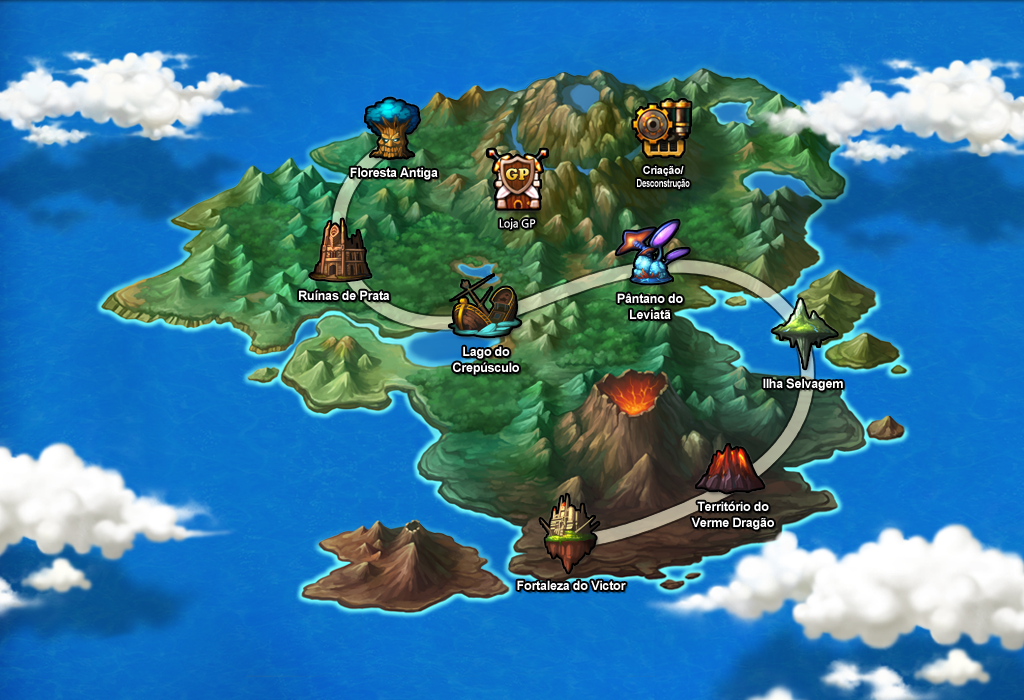 Floresta Antiga
GP
Loja GP
Criação/
Desconstrução
Ruínas de Prata
Pântano do
Leviatã
Lago do
Crepúsculo
Ilha Selvagem
Território do
Verme Dragão
Fortaleza do Victor